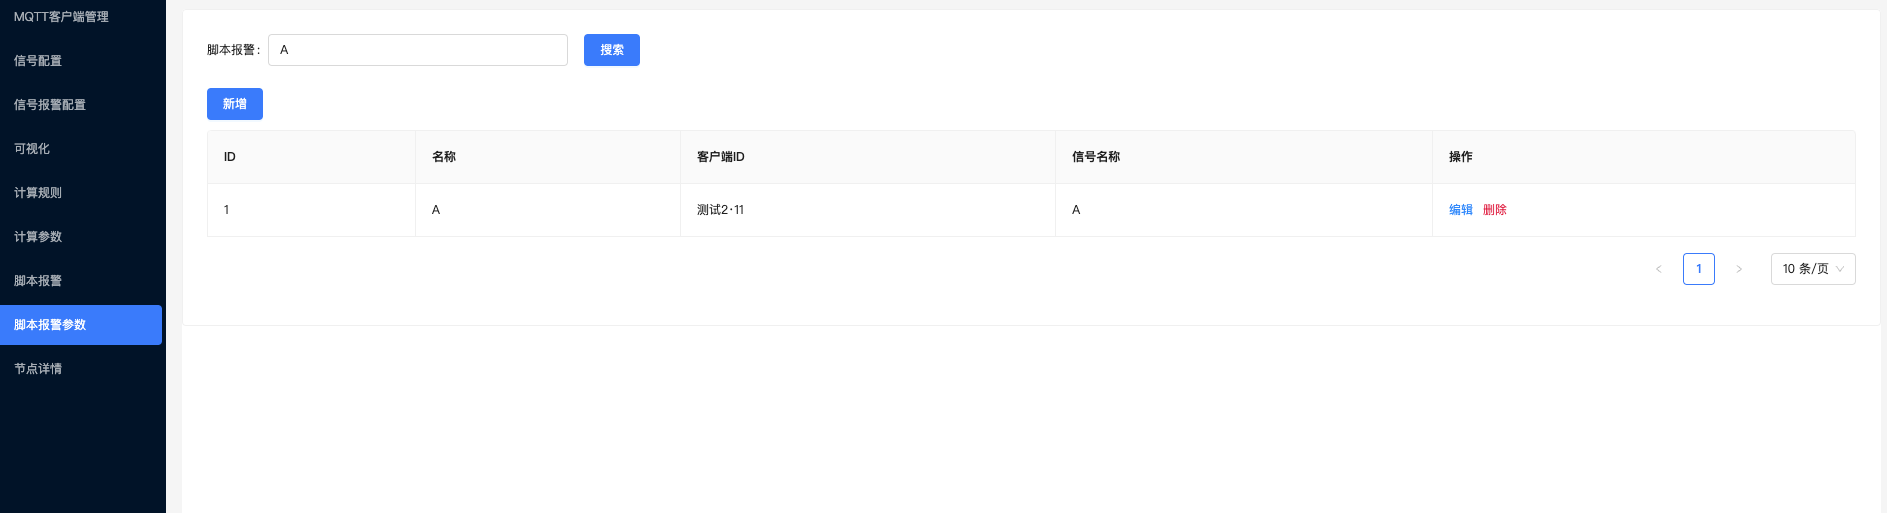 MQTT客户端管理
信号配置
信号报警配置
可视化
计算规则
计算参数
脚本报警
脚本报警参数
节点详情
脚本报警: A 搜索
新增
ID 名称 客户端ID 信号名称 操作
1 A 测试2·11 A 编辑 删除
< 1 > 10 条/页